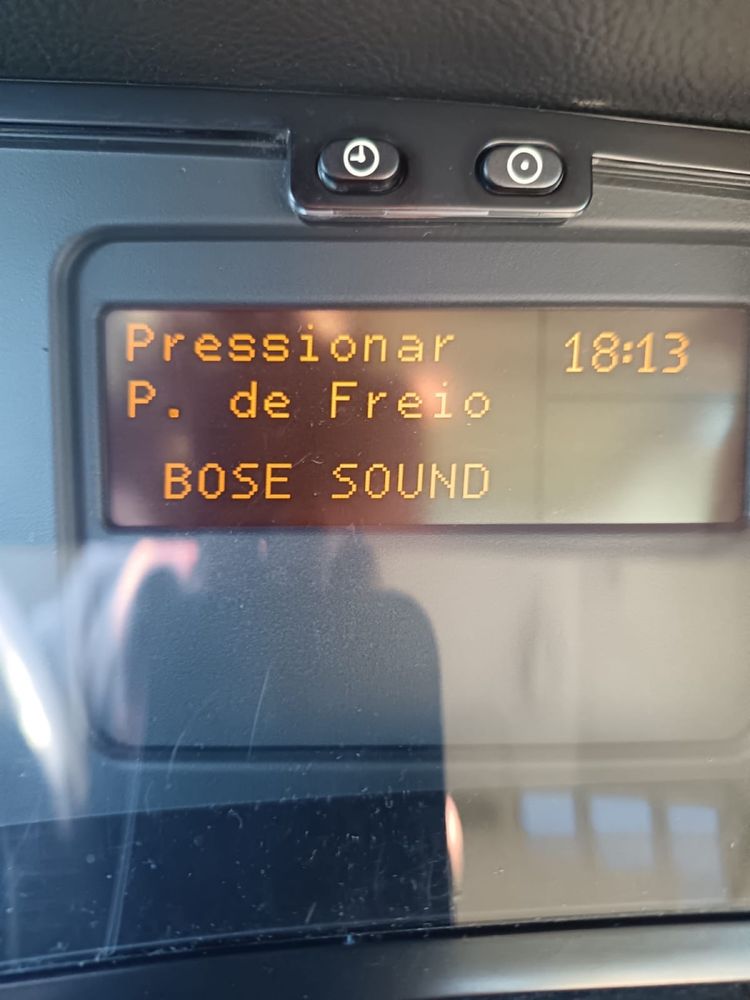 Pressionar 18:13
P. de Freio
BOSE SOUND